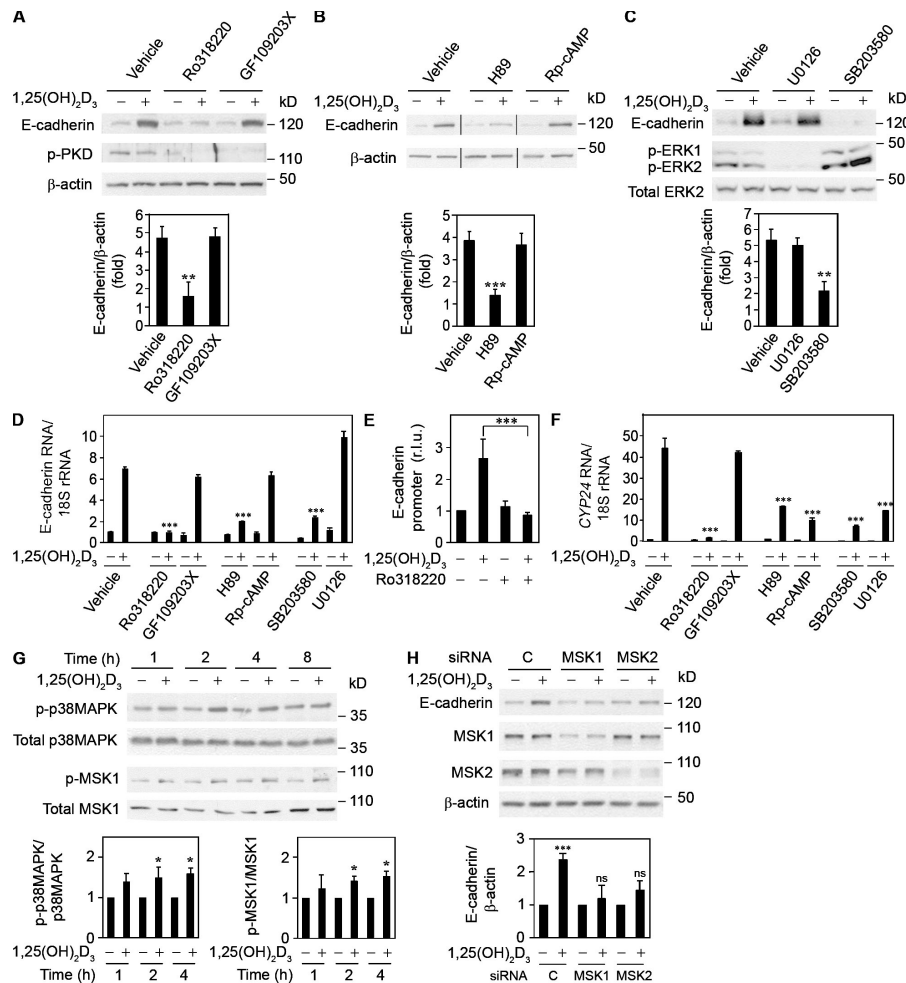 A
Vehicle
Ro318220
GF109203X
1,25(OH)2D3
– + – + – + kD
E-cadherin
– 120
p-PKD
– 110
β-actin
– 50
E-cadherin/β-actin
(fold)
6
5
4
3
2
1
0
**
Vehicle
Ro318220
GF109203X
B
Vehicle
H89
Rp-cAMP
1,25(OH)2D3
– + – + – + kD
E-cadherin
– 120
β-actin
– 50
E-cadherin/β-actin
(fold)
5
4
3
2
1
0
***
Vehicle
H89
Rp-cAMP
C
Vehicle
U0126
SB203580
1,25(OH)2D3
– + – + – + kD
E-cadherin
– 120
p-ERK1
– 50
p-ERK2
Total ERK2
– 50
E-cadherin/β-actin
(fold)
7
6
5
4
3
2
1
0
**
Vehicle
U0126
SB203580
D
E-cadherin RNA/
18S rRNA
10
8
6
4
2
0
*** *** ***
1,25(OH)2D3
– + – + – + – + – + – + – +
Vehicle
Ro318220
GF109203X
H89
Rp-cAMP
SB203580
U0126
E
E-cadherin
promoter (r.l.u.)
3
2
1
0
***
1,25(OH)2D3 – + – +
Ro318220 – – + +
F
CYP24 RNA/
18S rRNA
50
40
30
20
10
0
*** *** *** *** ***
1,25(OH)2D3
– + – + – + – + – + – + – +
Vehicle
Ro318220
GF109203X
H89
Rp-cAMP
SB203580
U0126
G
Time (h) 1 2 4 8
1,25(OH)2D3 – + – + – + – + kD
p-p38MAPK
– 35
Total p38MAPK
– 35
p-MSK1
– 110
Total MSK1
– 110
p-p38MAPK/
p38MAPK
2
1
0
* *
1,25(OH)2D3 – + – + – +
Time (h) 1 2 4
p-MSK1/MSK1
2
1
0
* *
1,25(OH)2D3 – + – + – +
Time (h) 1 2 4
H
siRNA C MSK1 MSK2
1,25(OH)2D3 – + – + – + kD
E-cadherin
– 120
MSK1
– 110
MSK2
– 110
β-actin
– 50
E-cadherin/
β-actin
3
2
1
0
*** ns ns
1,25(OH)2D3 – + – + – +
siRNA C MSK1 MSK2